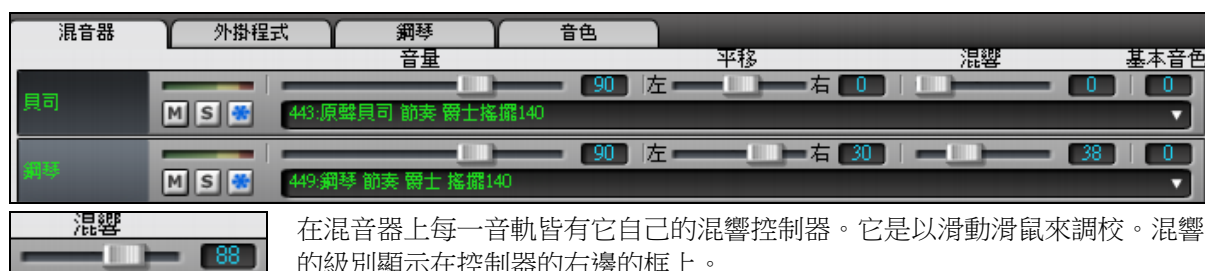 混音器 外掛程式 鋼琴 音色
音量 平移 混響 基本音色
貝司 90 左 右 0 0 0
M S 443:原聲貝司 節奏 爵士搖擺140
鋼琴 90 左 右 30 38 0
M S 449:鋼琴 節奏 爵士 搖擺140
混響
88
在混音器上每一音軌皆有它自己的混響控制器。它是以滑動滑鼠來調校。混響
的級別顯示在控制器的右邊的框上。